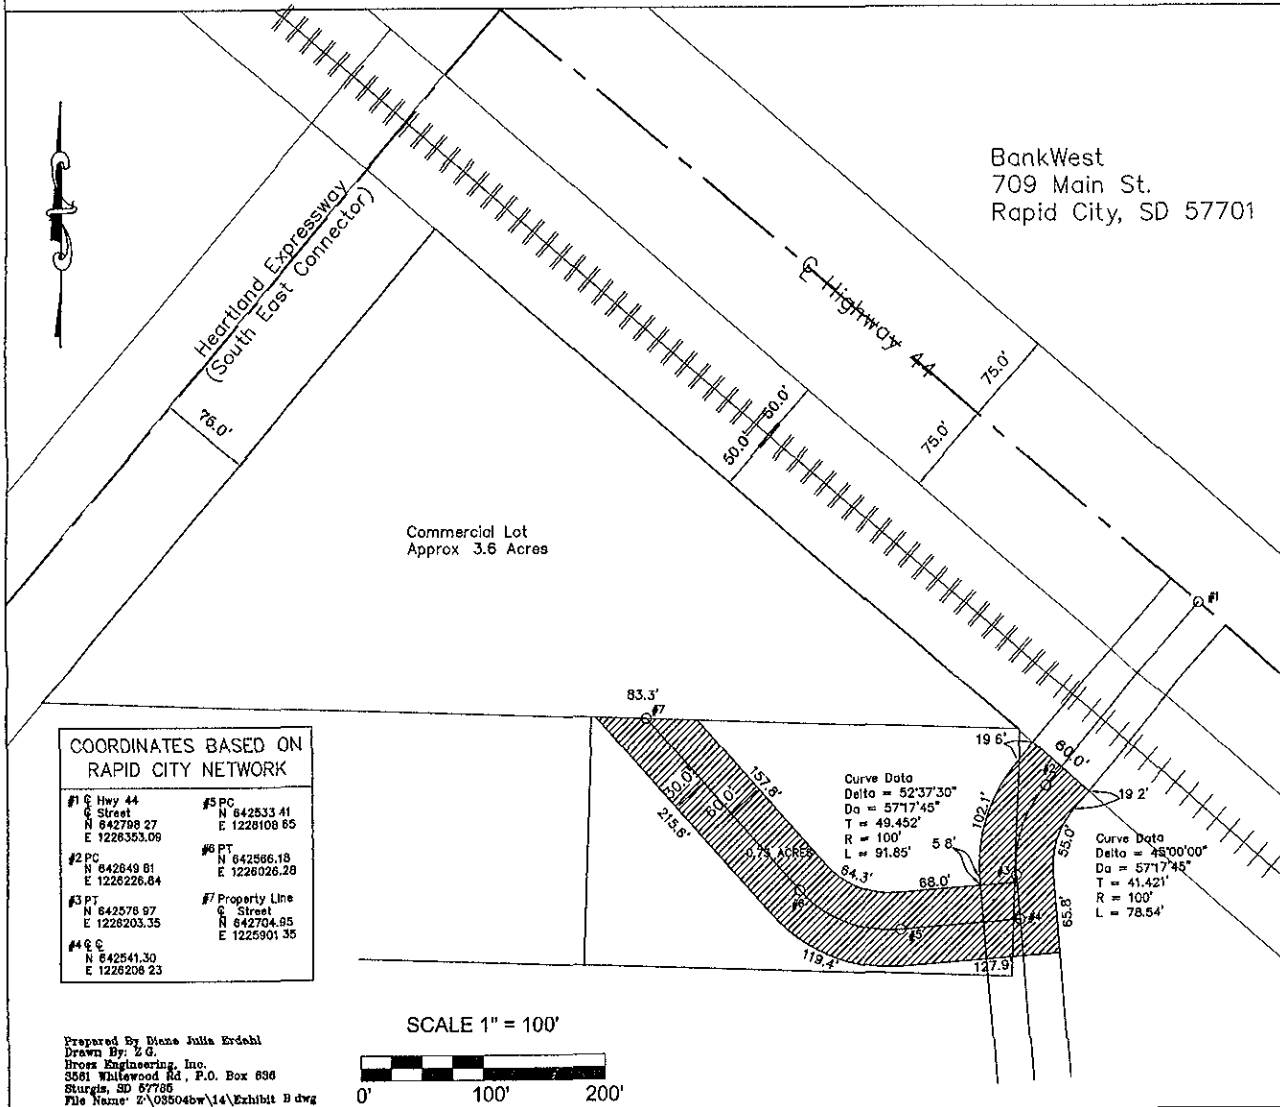 BankWest
709 Main St.
Rapid City, SD 57701
Heartland Expressway
(South East Connector)
75.0'
℄ Highway 44
75.0'
75.0'
50.0'
50.0'
Commercial Lot
Approx 3.6 Acres
#1
83.3'
#7
19 6'
60.0'
#2
19 2'
30.0'
60.0'
157.8'
215.8'
0.79 ACRES
64.3'
68.0'
5 8'
102.1'
#3
#4
#5
#6
119.4'
127.9'
55.0'
65.8'
Curve Data
Delta = 52°37'30"
Da = 57°17'45"
T = 49.452'
R = 100'
L = 91.85'
Curve Data
Delta = 45°00'00"
Da = 57°17'45"
T = 41.421'
R = 100'
L = 78.54'
COORDINATES BASED ON
RAPID CITY NETWORK
#1 ℄ Hwy 44
℄ Street
N 642798 27
E 1226353.09
#2 PC
N 642649 81
E 1226226.84
#3 PT
N 642576 97
E 1226203.35
#4 ℄ ℄
N 642541.30
E 1226206 23
#5 PC
N 642533 41
E 1226108 65
#6 PT
N 642566.18
E 1226026.28
#7 Property Line
℄ Street
N 642704.95
E 1225901 35
Prepared By Diane Julia Erdahl
Drawn By: Z G.
Brosz Engineering, Inc.
3561 Whitewood Rd , P.O. Box 636
Sturgis, SD 57785
File Name: Z:\03504bw\14\Exhibit B dwg
SCALE 1" = 100'
0'
100'
200'